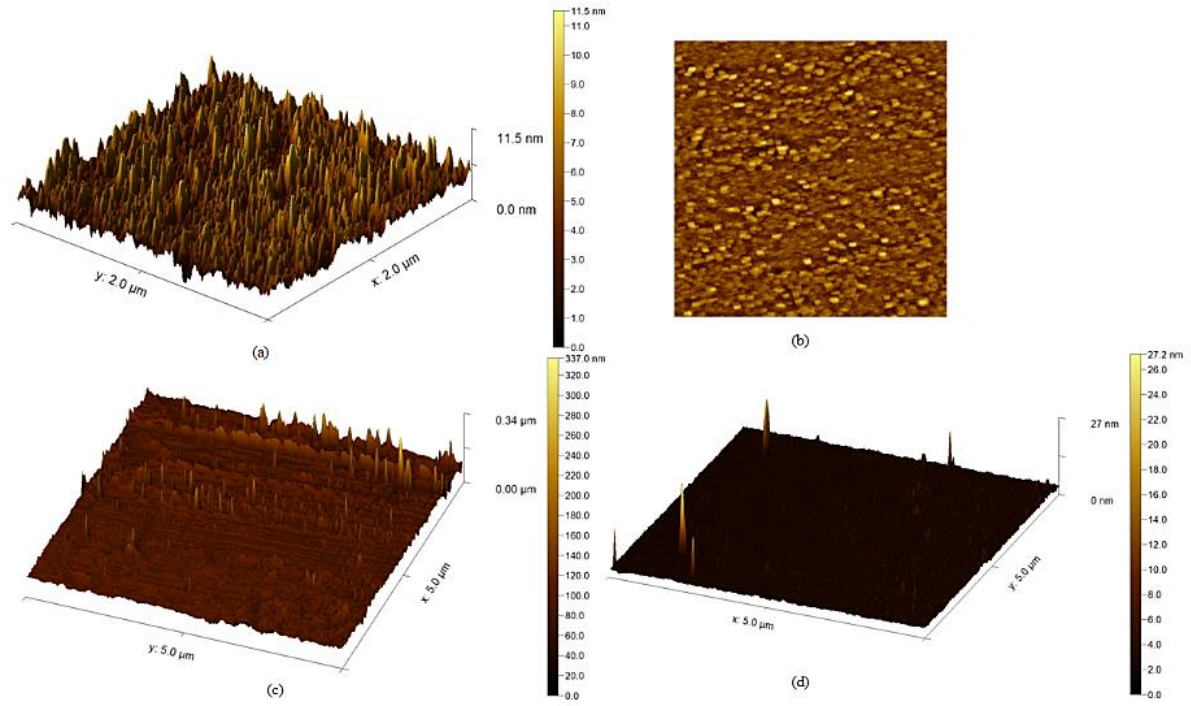 11.5 nm
11.0
10.0
9.0
8.0
7.0
6.0
5.0
4.0
3.0
2.0
1.0
0.0
11.5 nm
0.0 nm
y: 2.0 µm
x: 2.0 µm
(a)
(b)
337.0 nm
320.0
300.0
280.0
260.0
240.0
220.0
200.0
180.0
160.0
140.0
120.0
100.0
80.0
60.0
40.0
20.0
0.0
0.34 µm
0.00 µm
x: 5.0 µm
y: 5.0 µm
(c)
27.2 nm
26.0
24.0
22.0
20.0
18.0
16.0
14.0
12.0
10.0
8.0
6.0
4.0
2.0
0.0
27 nm
0 nm
y: 5.0 µm
x: 5.0 µm
(d)